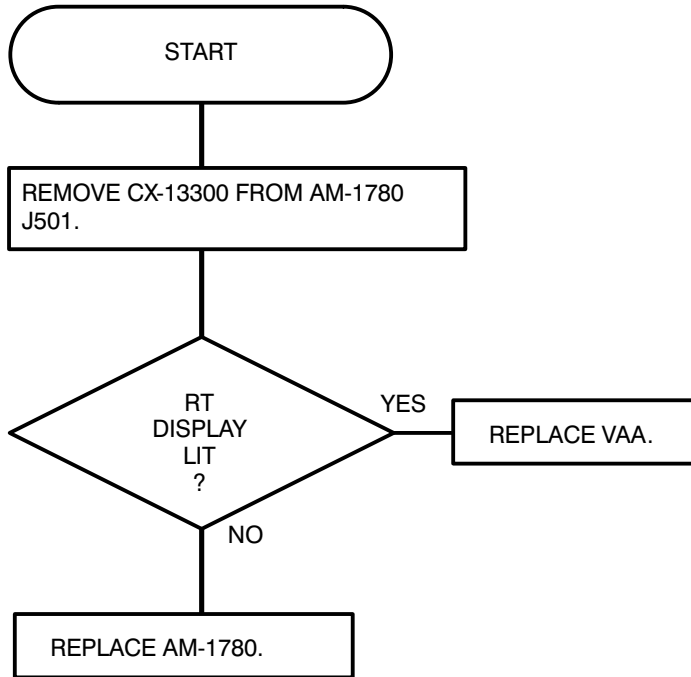 START
REMOVE CX-13300 FROM AM-1780
J501.
RT
DISPLAY
LIT
?
YES
REPLACE VAA.
NO
REPLACE AM-1780.